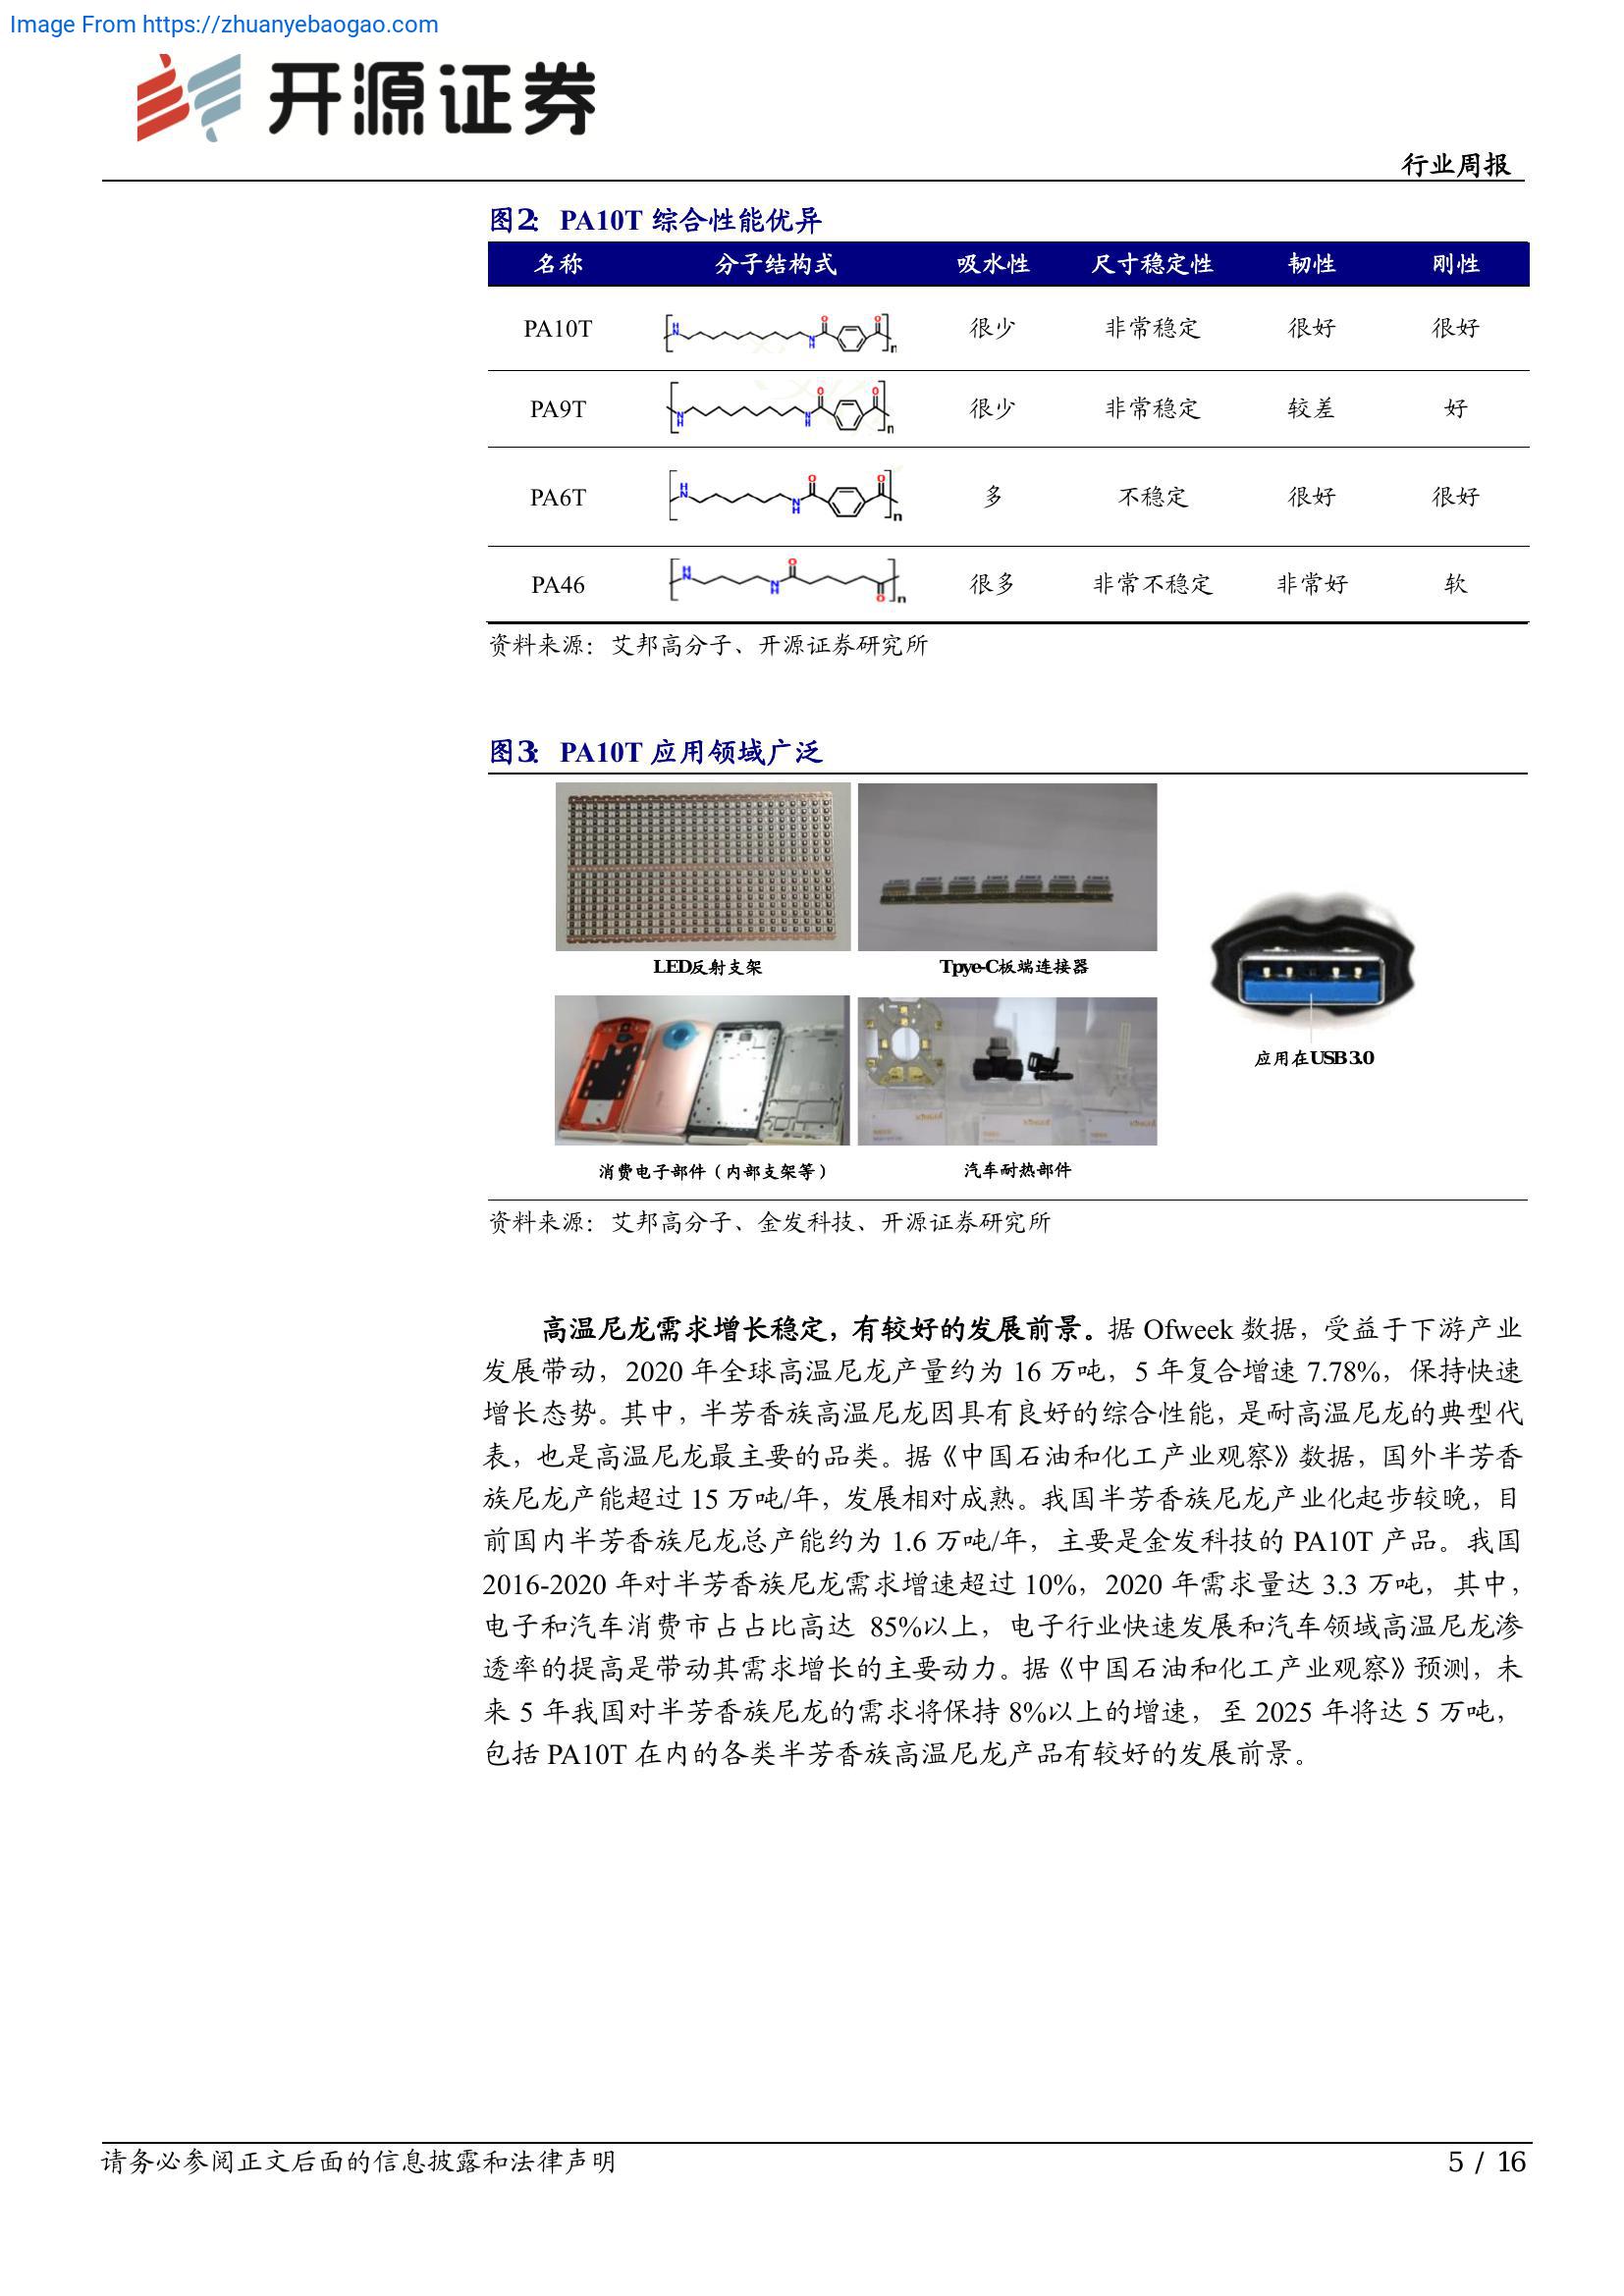 Image From https://zhuanyebaogao.com
开源证券
行业周报
图2: PA10T 综合性能优异
名称 分子结构式 吸水性 尺寸稳定性 韧性 刚性
PA10T 很少 非常稳定 很好 很好
PA9T 很少 非常稳定 较差 好
PA6T 多 不稳定 很好 很好
PA46 很多 非常不稳定 非常好 软
资料来源：艾邦高分子、开源证券研究所
图3: PA10T 应用领域广泛
LED反射支架 Tpye-C板端连接器
应用在USB3.0
消费电子部件（内部支架等） 汽车耐热部件
资料来源：艾邦高分子、金发科技、开源证券研究所
高温尼龙需求增长稳定，有较好的发展前景。据 Ofweek 数据，受益于下游产业
发展带动，2020 年全球高温尼龙产量约为 16 万吨，5 年复合增速 7.78%，保持快速
增长态势。其中，半芳香族高温尼龙因具有良好的综合性能，是耐高温尼龙的典型代
表，也是高温尼龙最主要的品类。据《中国石油和化工产业观察》数据，国外半芳香
族尼龙产能超过 15 万吨/年，发展相对成熟。我国半芳香族尼龙产业化起步较晚，目
前国内半芳香族尼龙总产能约为 1.6 万吨/年，主要是金发科技的 PA10T 产品。我国
2016-2020 年对半芳香族尼龙需求增速超过 10%，2020 年需求量达 3.3 万吨，其中，
电子和汽车消费市占占比高达 85%以上，电子行业快速发展和汽车领域高温尼龙渗
透率的提高是带动其需求增长的主要动力。据《中国石油和化工产业观察》预测，未
来 5 年我国对半芳香族尼龙的需求将保持 8%以上的增速，至 2025 年将达 5 万吨，
包括 PA10T 在内的各类半芳香族高温尼龙产品有较好的发展前景。
请务必参阅正文后面的信息披露和法律声明
5 / 16